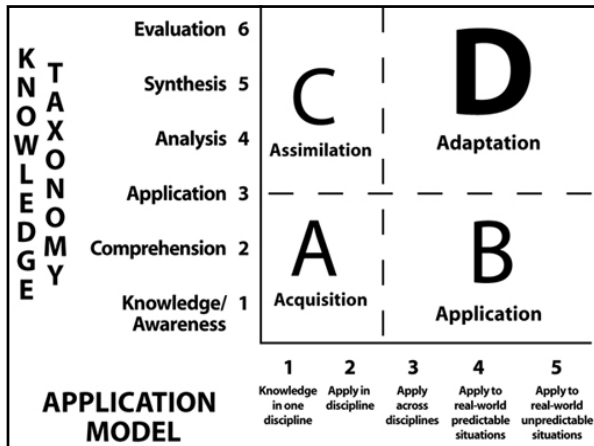 KNOWLEDGE
TAXONOMY
Evaluation 6
Synthesis 5
Analysis 4
Application 3
Comprehension 2
Knowledge/ 1
Awareness
C
Assimilation
D
Adaptation
A
Acquisition
B
Application
1
Knowledge
in one
discipline
2
Apply in
discipline
3
Apply
across
disciplines
4
Apply to
real-world
predictable
situations
5
Apply to
real-world
unpredictable
situations
APPLICATION
MODEL